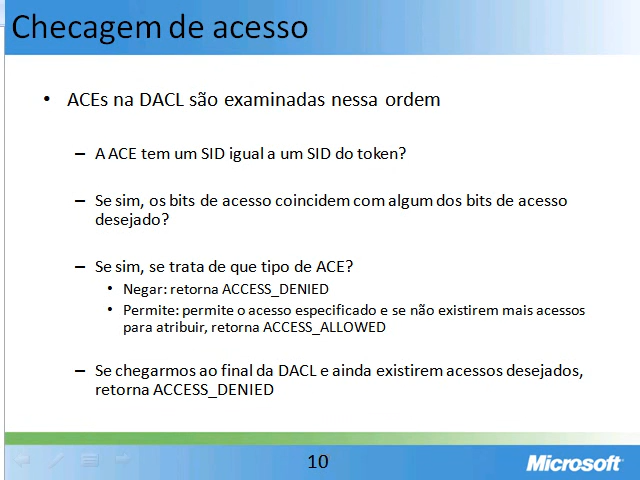 Checagem de acesso
• ACEs na DACL são examinadas nessa ordem
– A ACE tem um SID igual a um SID do token?
– Se sim, os bits de acesso coincidem com algum dos bits de acesso
desejado?
– Se sim, se trata de que tipo de ACE?
• Negar: retorna ACCESS_DENIED
• Permite: permite o acesso especificado e se não existirem mais acessos
para atribuir, retorna ACCESS_ALLOWED
– Se chegarmos ao final da DACL e ainda existirem acessos desejados,
retorna ACCESS_DENIED
10
Microsoft